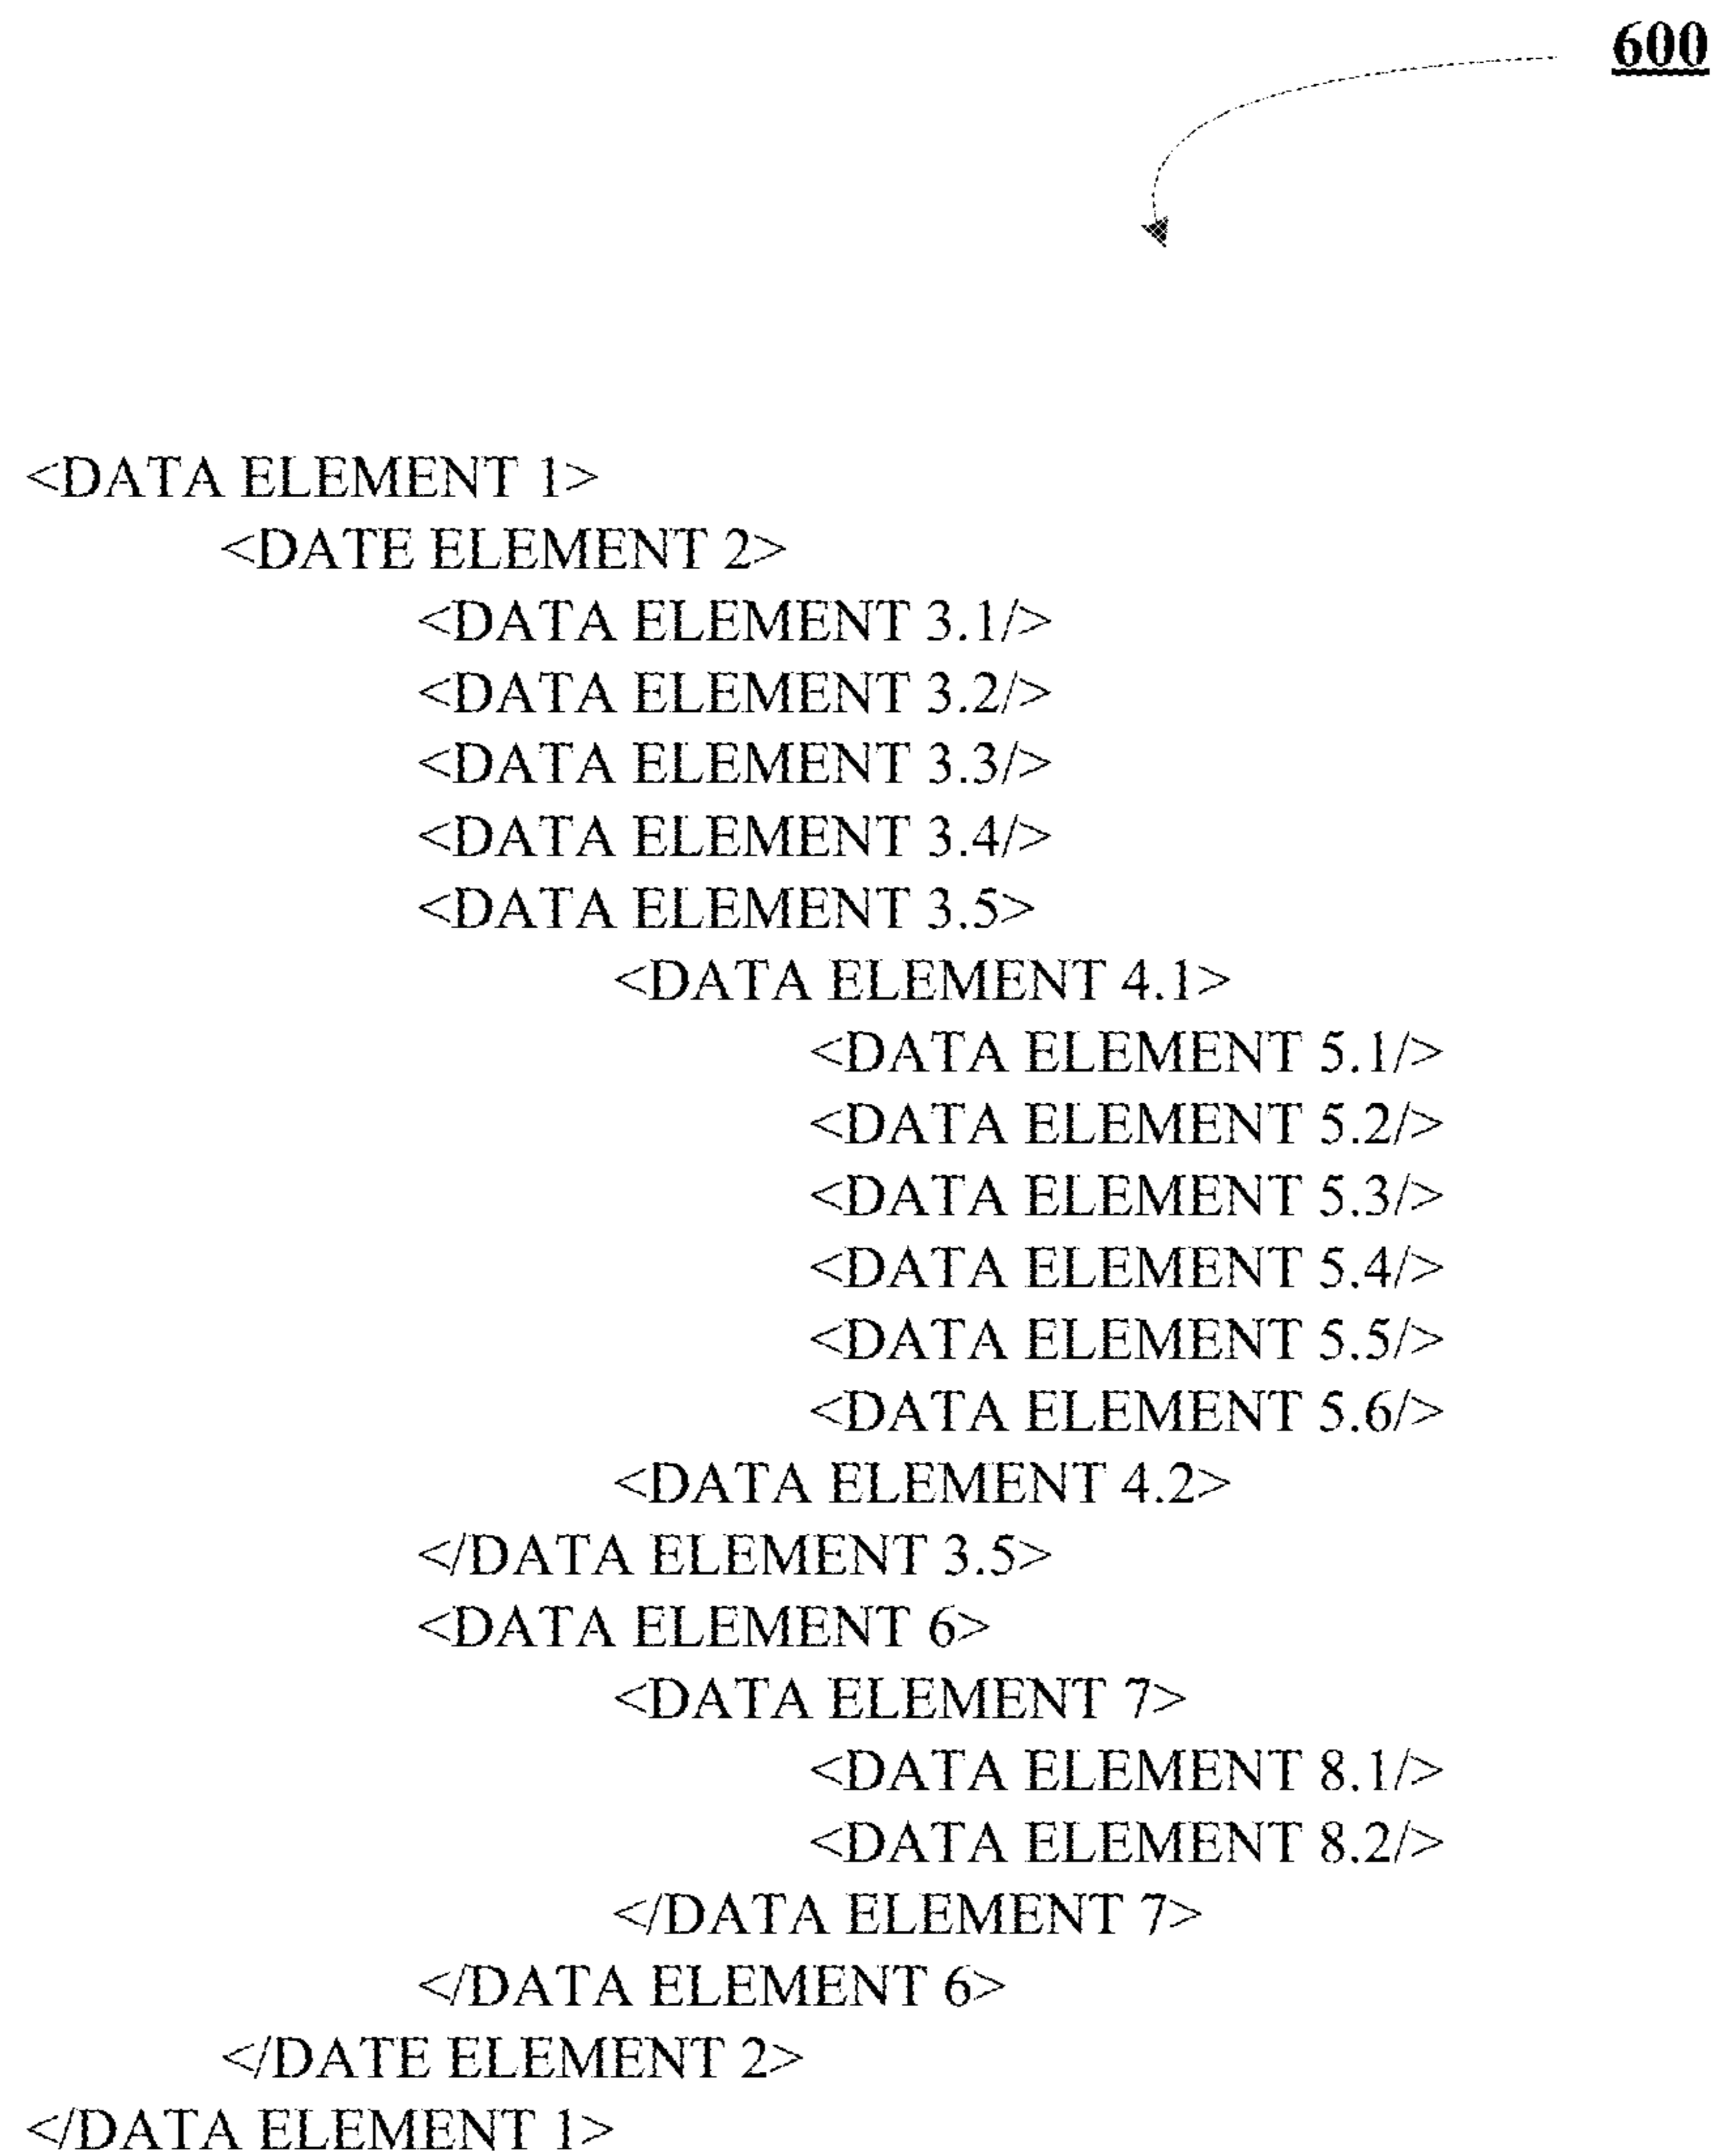 600
<DATA ELEMENT 1>
<DATE ELEMENT 2>
<DATA ELEMENT 3.1/>
<DATA ELEMENT 3.2/>
<DATA ELEMENT 3.3/>
<DATA ELEMENT 3.4/>
<DATA ELEMENT 3.5>
<DATA ELEMENT 4.1>
<DATA ELEMENT 5.1/>
<DATA ELEMENT 5.2/>
<DATA ELEMENT 5.3/>
<DATA ELEMENT 5.4/>
<DATA ELEMENT 5.5/>
<DATA ELEMENT 5.6/>
<DATA ELEMENT 4.2>
</DATA ELEMENT 3.5>
<DATA ELEMENT 6>
<DATA ELEMENT 7>
<DATA ELEMENT 8.1/>
<DATA ELEMENT 8.2/>
</DATA ELEMENT 7>
</DATA ELEMENT 6>
</DATE ELEMENT 2>
</DATA ELEMENT 1>